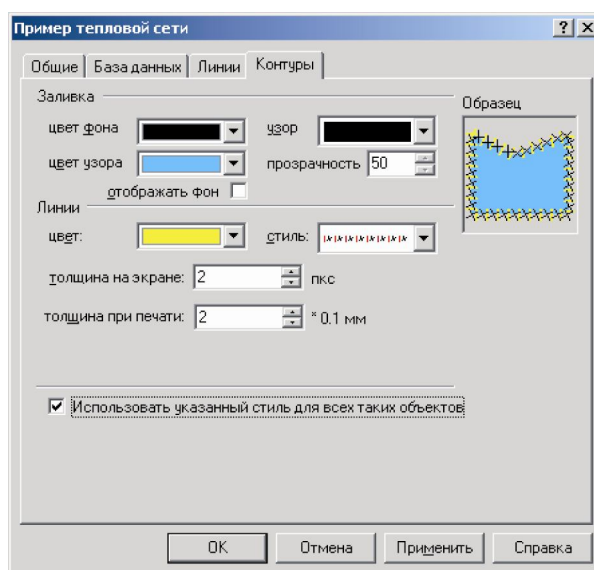 Пример тепловой сети
Общие База данных Линии Контуры
Заливка
Образец
цвет фона узор
цвет узора прозрачность 50
отображать фон
Линии
цвет: стиль:
толщина на экране: 2 пкс
толщина при печати: 2 * 0.1 мм
Использовать указанный стиль для всех таких объектов
OK Отмена Применить Справка